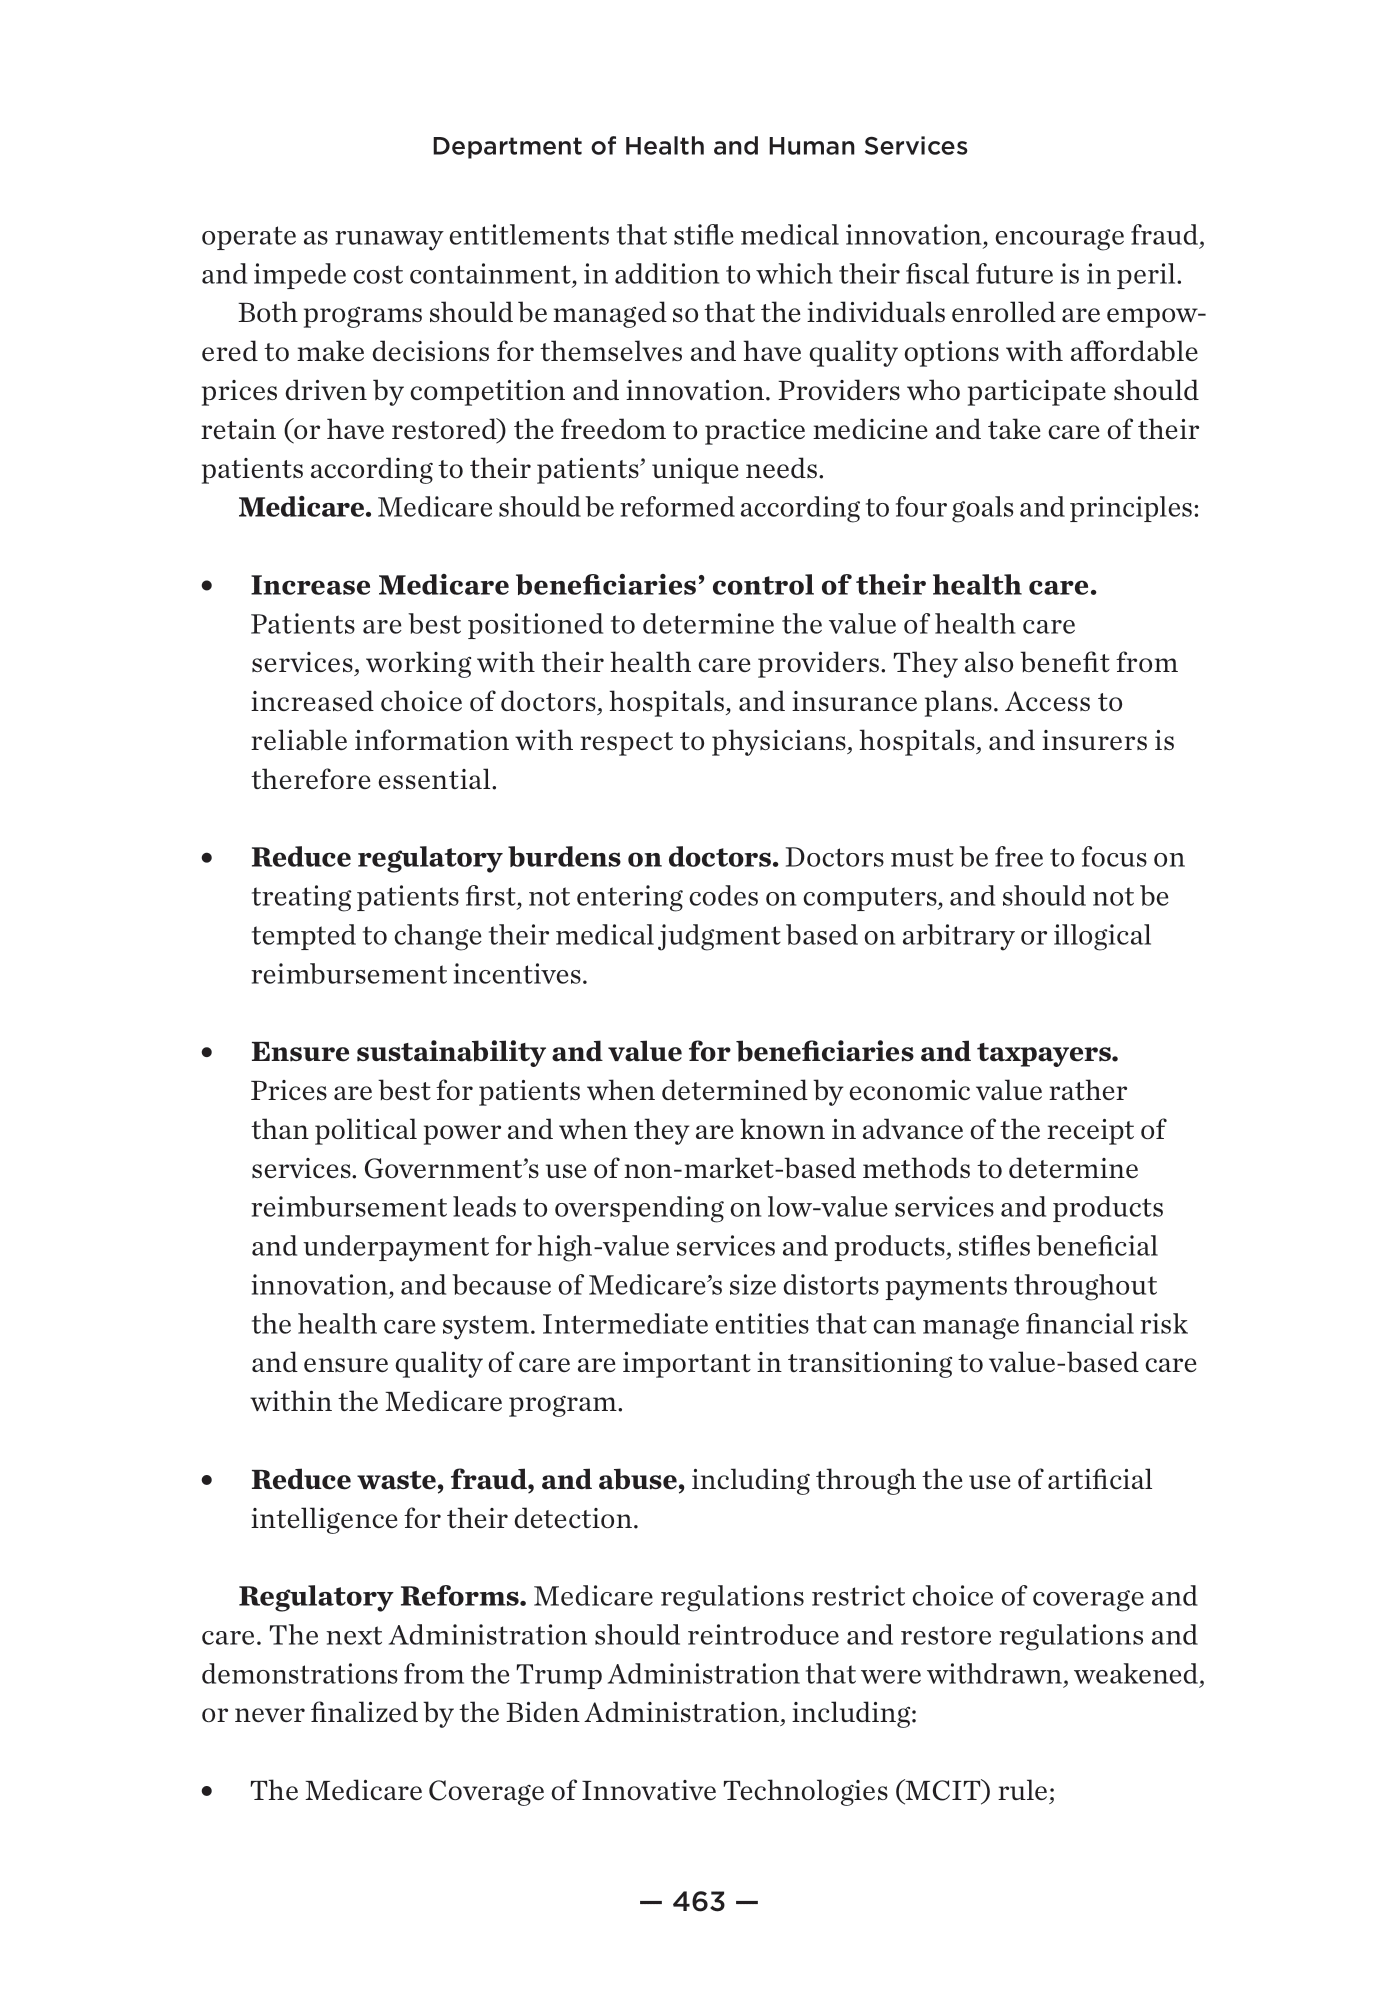 Department of Health and Human Services
operate as runaway entitlements that stifle medical innovation, encourage fraud,
and impede cost containment, in addition to which their fiscal future is in peril.
Both programs should be managed so that the individuals enrolled are empow-
ered to make decisions for themselves and have quality options with affordable
prices driven by competition and innovation. Providers who participate should
retain (or have restored) the freedom to practice medicine and take care of their
patients according to their patients’ unique needs.
Medicare. Medicare should be reformed according to four goals and principles:
• Increase Medicare beneficiaries’ control of their health care.
Patients are best positioned to determine the value of health care
services, working with their health care providers. They also benefit from
increased choice of doctors, hospitals, and insurance plans. Access to
reliable information with respect to physicians, hospitals, and insurers is
therefore essential.
• Reduce regulatory burdens on doctors. Doctors must be free to focus on
treating patients first, not entering codes on computers, and should not be
tempted to change their medical judgment based on arbitrary or illogical
reimbursement incentives.
• Ensure sustainability and value for beneficiaries and taxpayers.
Prices are best for patients when determined by economic value rather
than political power and when they are known in advance of the receipt of
services. Government’s use of non-market-based methods to determine
reimbursement leads to overspending on low-value services and products
and underpayment for high-value services and products, stifles beneficial
innovation, and because of Medicare’s size distorts payments throughout
the health care system. Intermediate entities that can manage financial risk
and ensure quality of care are important in transitioning to value-based care
within the Medicare program.
• Reduce waste, fraud, and abuse, including through the use of artificial
intelligence for their detection.
Regulatory Reforms. Medicare regulations restrict choice of coverage and
care. The next Administration should reintroduce and restore regulations and
demonstrations from the Trump Administration that were withdrawn, weakened,
or never finalized by the Biden Administration, including:
• The Medicare Coverage of Innovative Technologies (MCIT) rule;
— 463 —